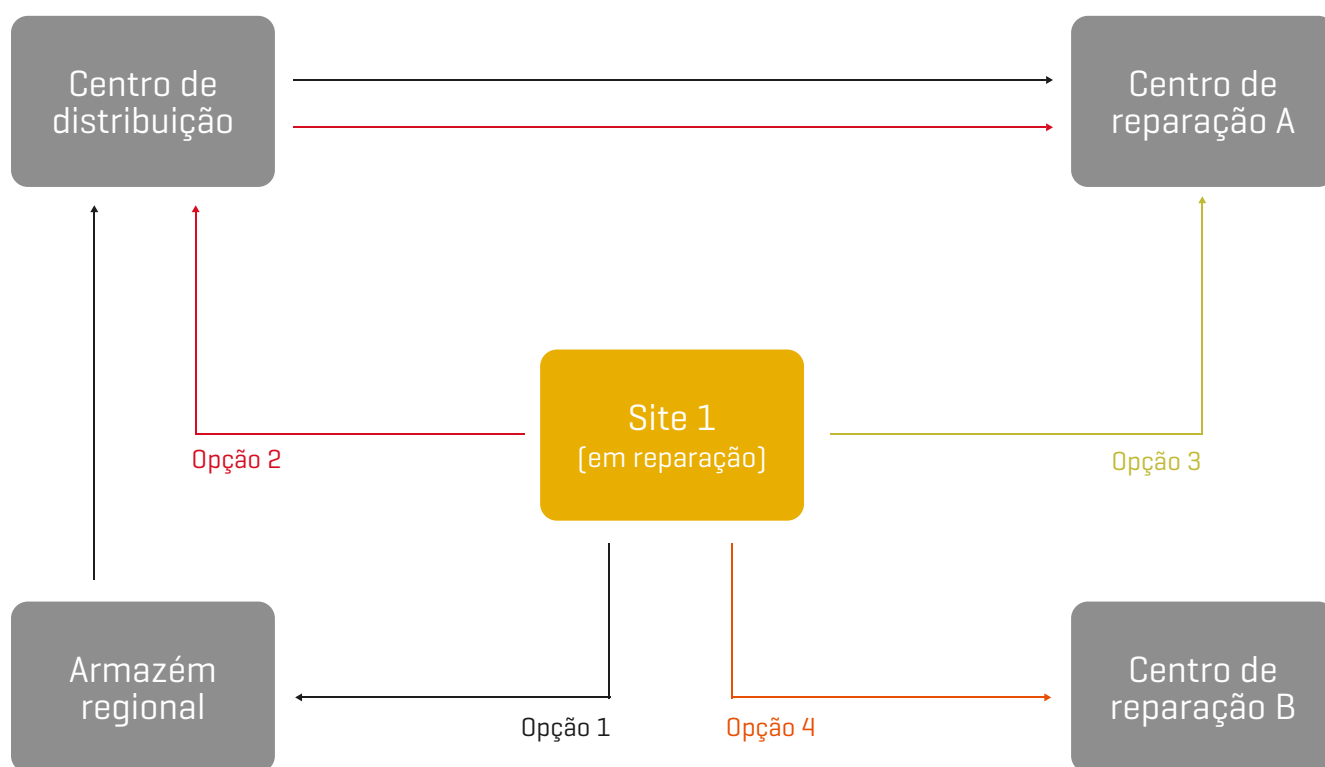 Centro de
distribuição
Centro de
reparação A
Site 1
(em reparação)
Opção 2
Opção 3
Armazém
regional
Opção 1
Opção 4
Centro de
reparação B